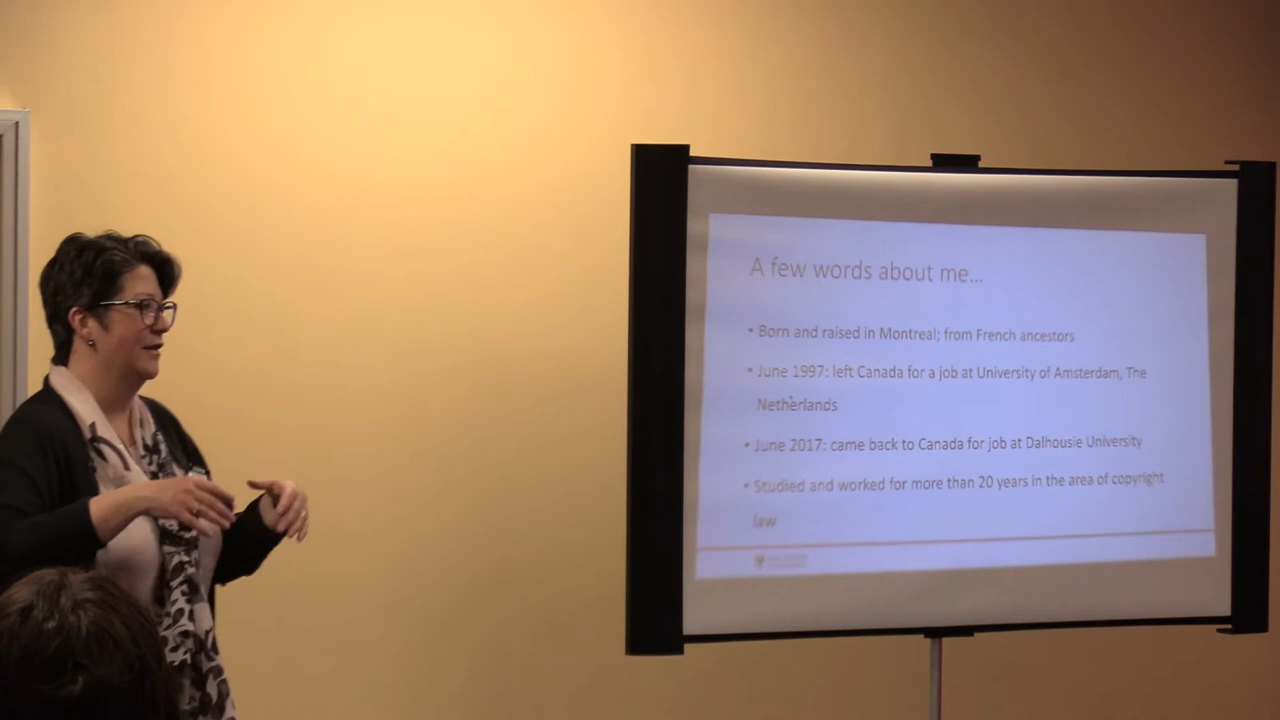 A few words about me...
• Born and raised in Montreal; from French ancestors
• June 1997: left Canada for a job at University of Amsterdam, The
Netherlands
• June 2017: came back to Canada for job at Dalhousie University
• Studied and worked for more than 20 years in the area of copyright
law